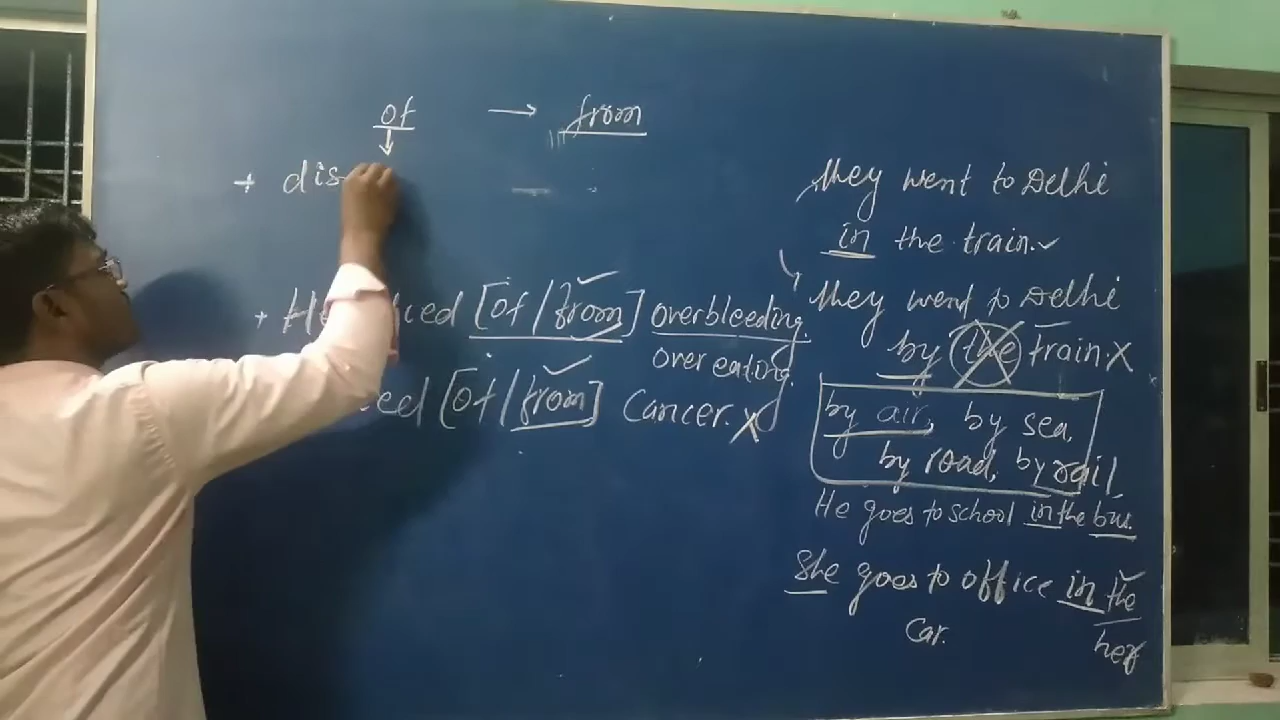 of → from
+ dis
+ He [of / from] overbleeding.
over eating.
[of / from] Cancer. X
They went to Delhi
in the train. ✓
They went to Delhi
by the train. X
by air, by sea,
by road, by rail,
He goes to school in the bus.
She goes to office in the
car. her